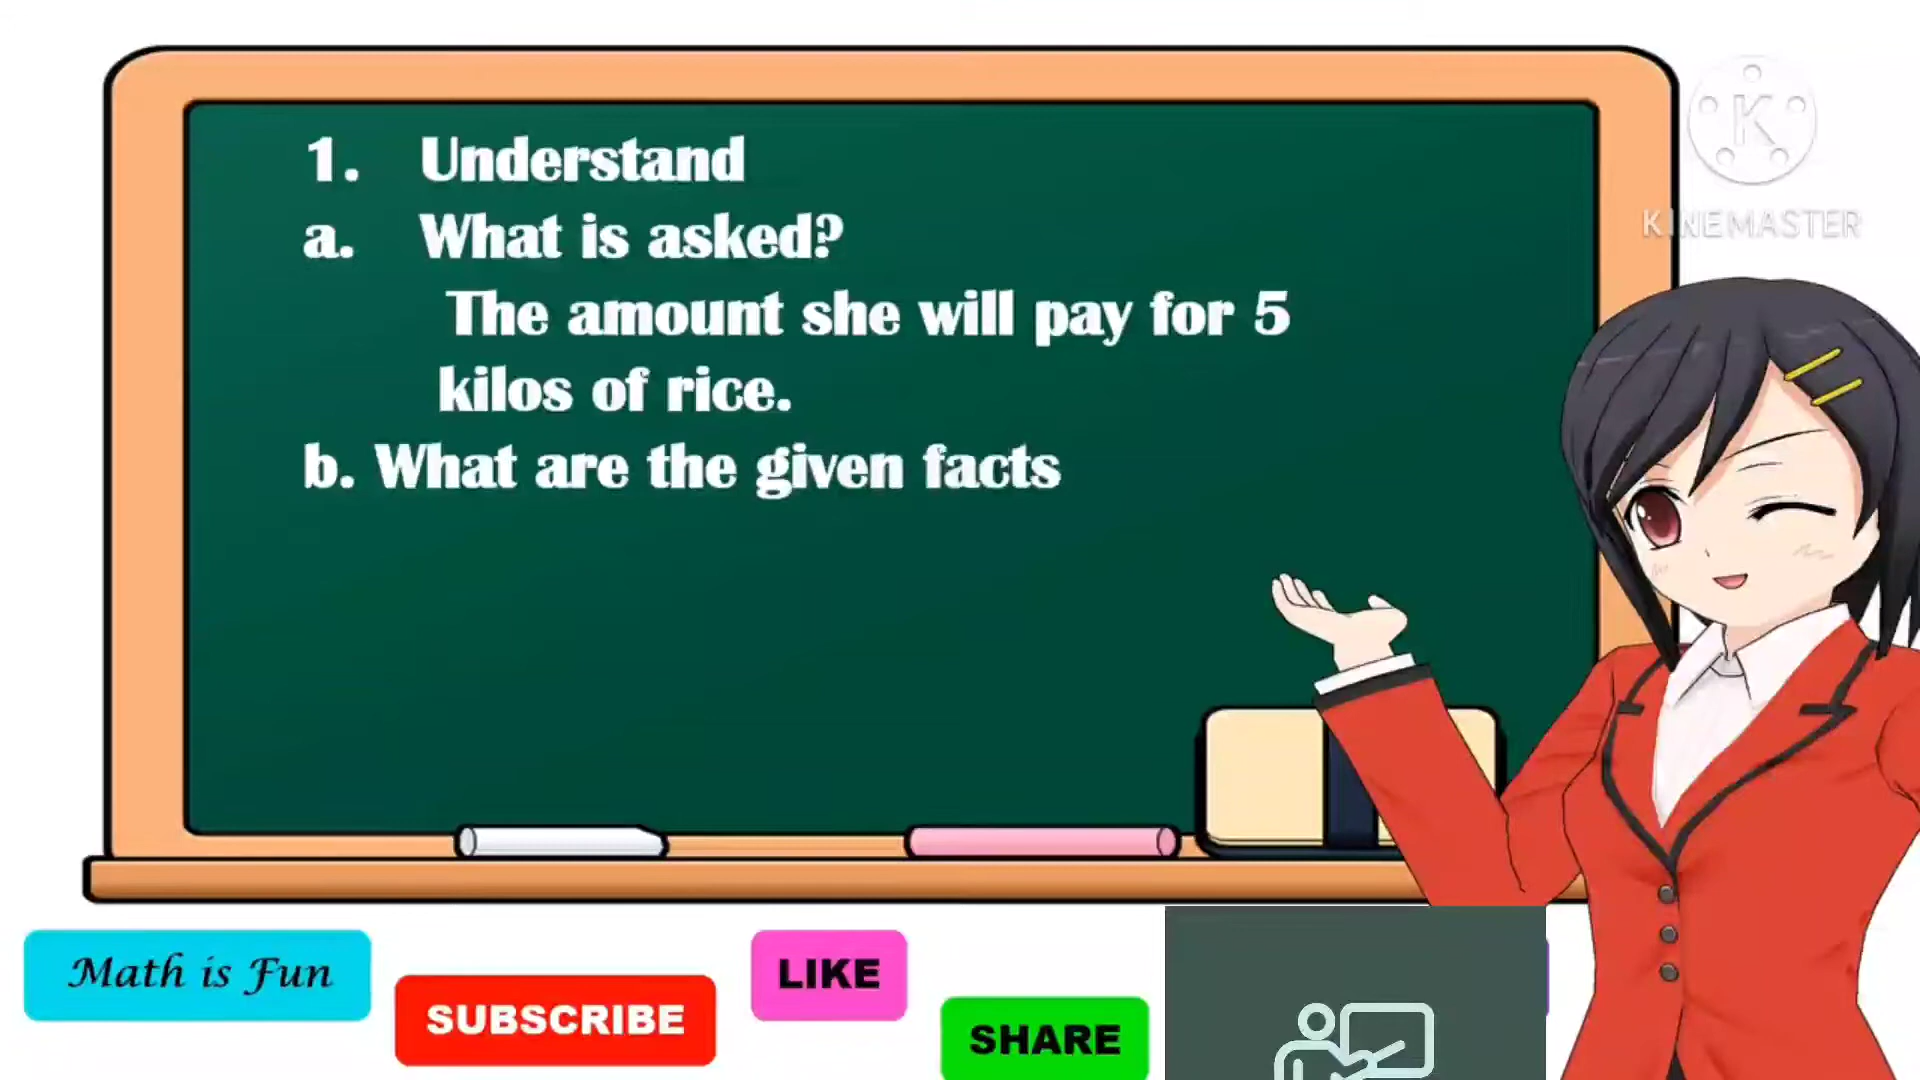 1. Understand
a. What is asked?
The amount she will pay for 5
kilos of rice.
b. What are the given facts
K
KINEMASTER
Math is Fun
SUBSCRIBE
LIKE
SHARE